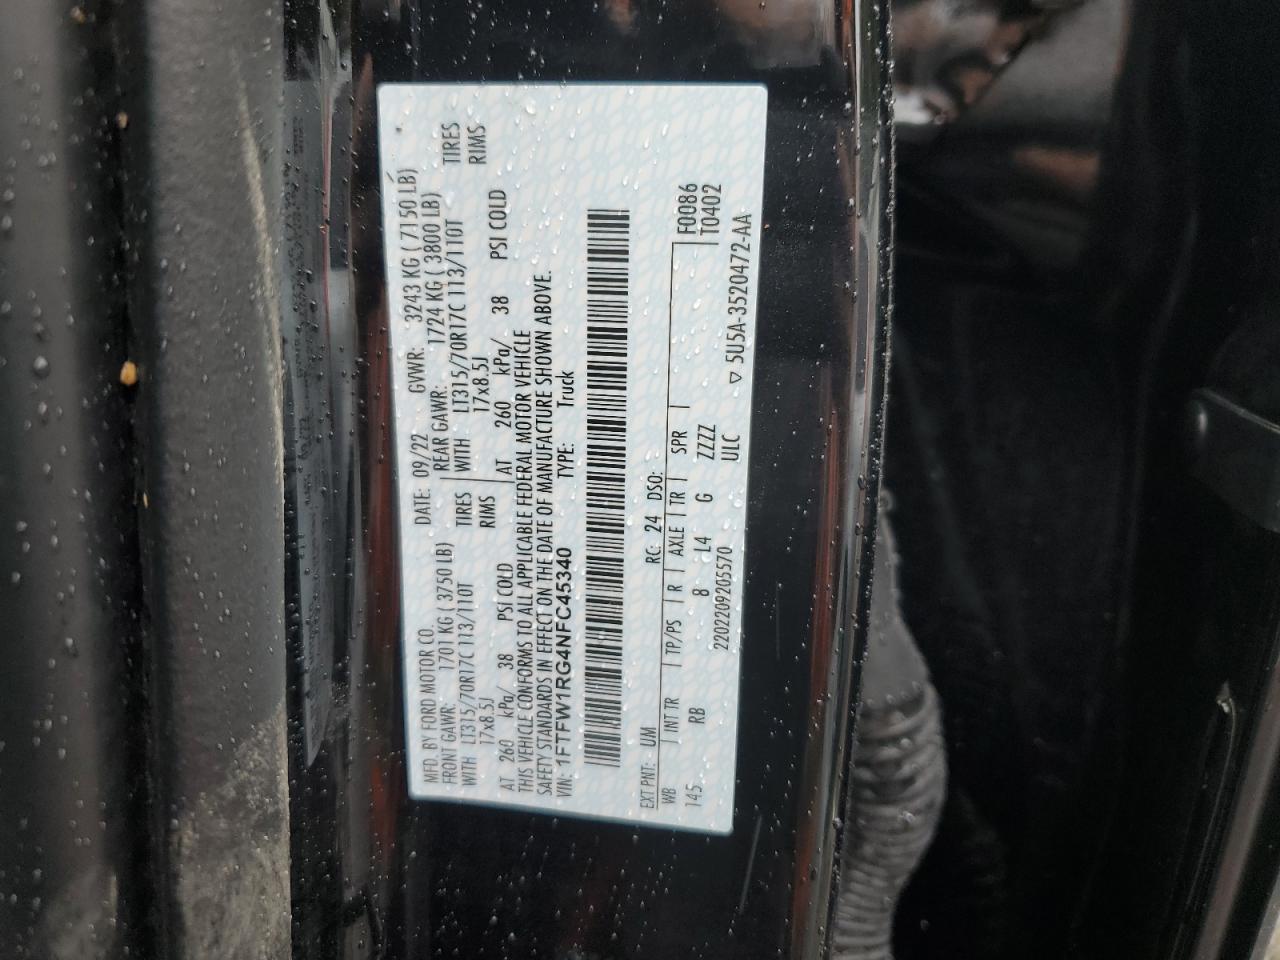 MFD. BY FORD MOTOR CO.
DATE: 09/22 GVWR: 3243 KG ( 7150 LB)
FRONT GAWR: 1701 KG ( 3750 LB)
REAR GAWR: 1724 KG ( 3800 LB)
WITH LT315/70R17C 113/110T TIRES
WITH LT315/70R17C 113/110T TIRES
17x8.5J RIMS
17x8.5J RIMS
AT 260 kPa/ 38 PSI COLD
AT 260 kPa/ 38 PSI COLD
THIS VEHICLE CONFORMS TO ALL APPLICABLE FEDERAL MOTOR VEHICLE
SAFETY STANDARDS IN EFFECT ON THE DATE OF MANUFACTURE SHOWN ABOVE.
VIN: 1FTFW1RG4NFC45340 TYPE: Truck
EXT PNT: UM RC: 24 DSO:
WB INT TR TP/PS R AXLE TR SPR F0086
145 RB 8 L4 G ZZZZ T0402
2202209205570 ULC ▽ 5U5A-3520472-AA